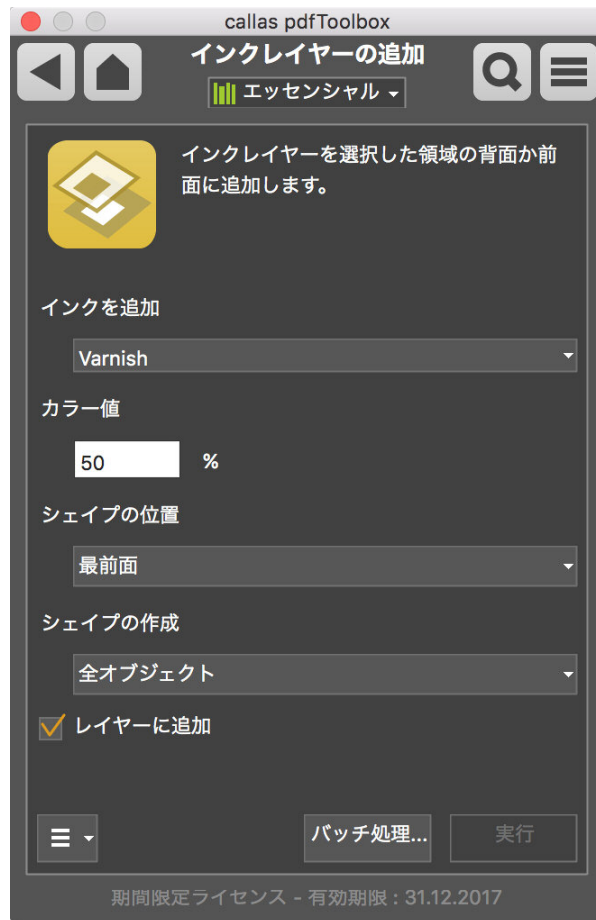 callas pdfToolbox
インクレイヤーの追加
エッセンシャル
インクレイヤーを選択した領域の背面か前
面に追加します。
インクを追加
Varnish
カラー値
50 %
シェイプの位置
最前面
シェイプの作成
全オブジェクト
レイヤーに追加
バッチ処理... 実行
期間限定ライセンス - 有効期限 : 31.12.2017